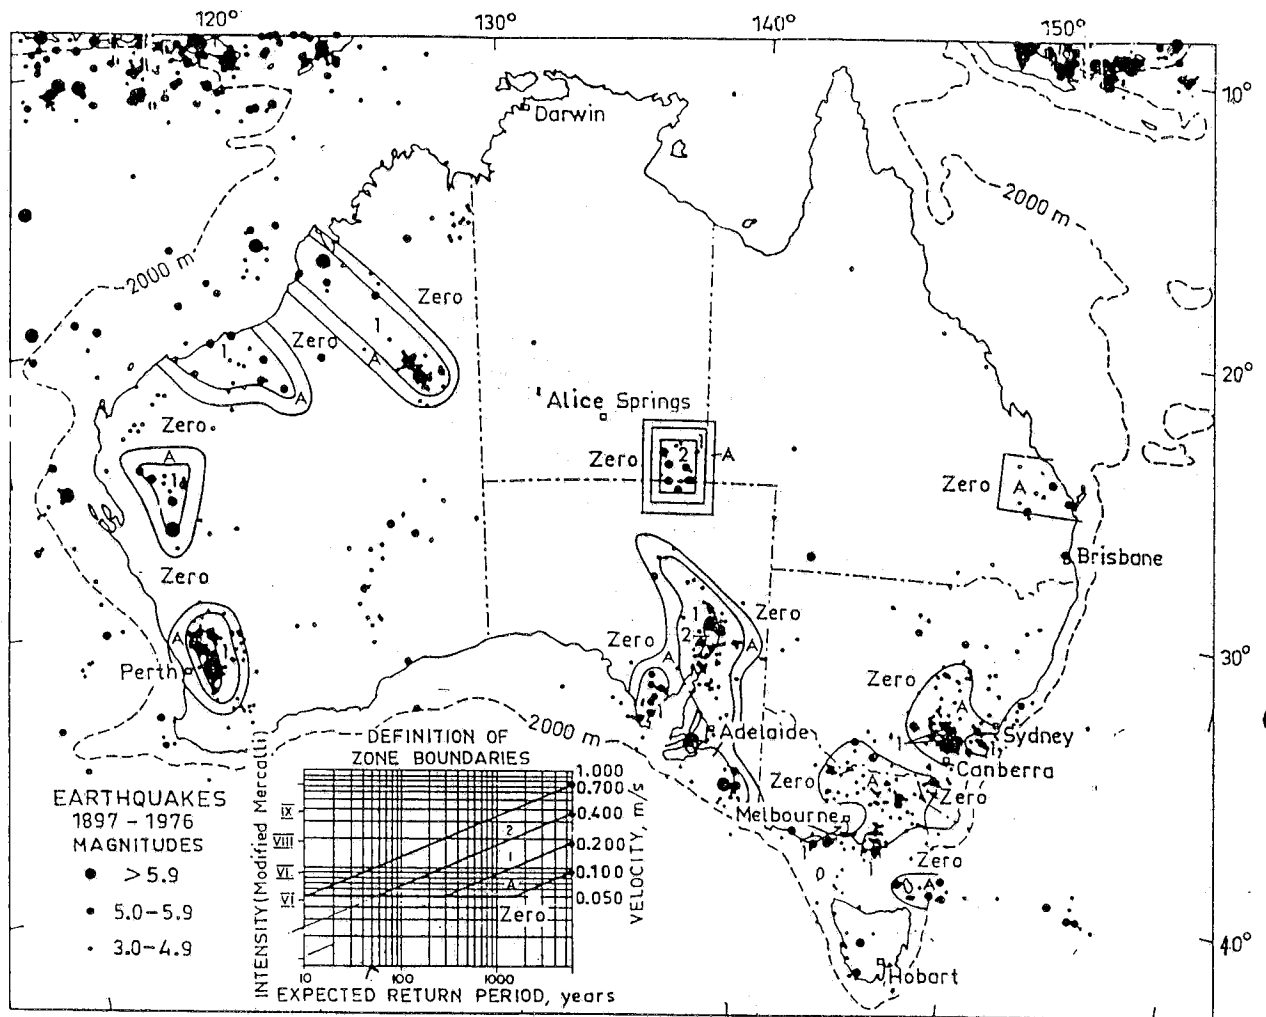 120°
130°
140°
150°
10°
20°
30°
40°
Darwin
2000 m
2000 m
Zero
1
A
Zero
1
A
Alice Springs
Zero
2
1
A
Zero
A
1
Zero
Zero
A
Brisbane
Zero
A
1
Perth
Zero
Zero
1
2
A
A
1
Zero
A
1
1
Sydney
Canberra
Adelaide
2000 m
Zero
A
Zero
Melbourne
1
Zero
A
Hobart
EARTHQUAKES
1897 - 1976
MAGNITUDES
>5.9
5.0-5.9
3.0-4.9
DEFINITION OF
ZONE BOUNDARIES
INTENSITY (Modified Mercalli)
IX
VIII
VI
VI
2
1
A
Zero
1.000
0.700
0.400
0.200
0.100
0.050
VELOCITY, m/s
10
100
1000
EXPECTED RETURN PERIOD, years